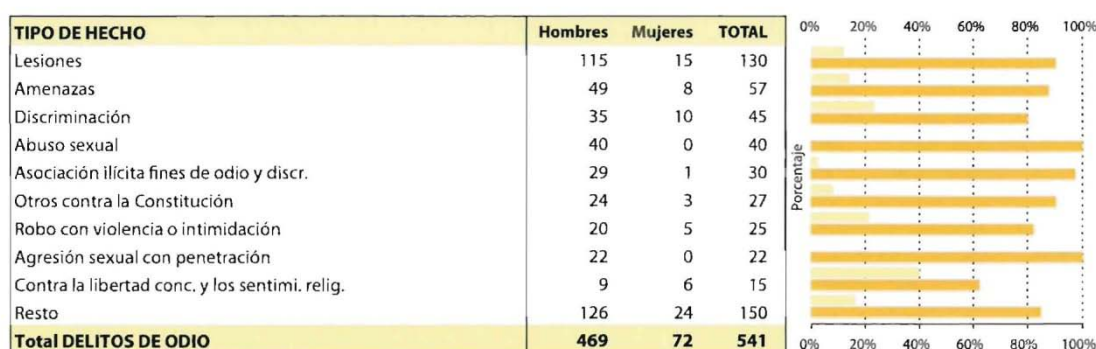 TIPO DE HECHO Hombres Mujeres TOTAL
Lesiones 115 15 130
Amenazas 49 8 57
Discriminación 35 10 45
Abuso sexual 40 0 40
Asociación ilícita fines de odio y discr. 29 1 30
Otros contra la Constitución 24 3 27
Robo con violencia o intimidación 20 5 25
Agresión sexual con penetración 22 0 22
Contra la libertad conc. y los sentimi. relig. 9 6 15
Resto 126 24 150
Total DELITOS DE ODIO 469 72 541
0% 20% 40% 60% 80% 100%
Porcentaje
0% 20% 40% 60% 80% 100%